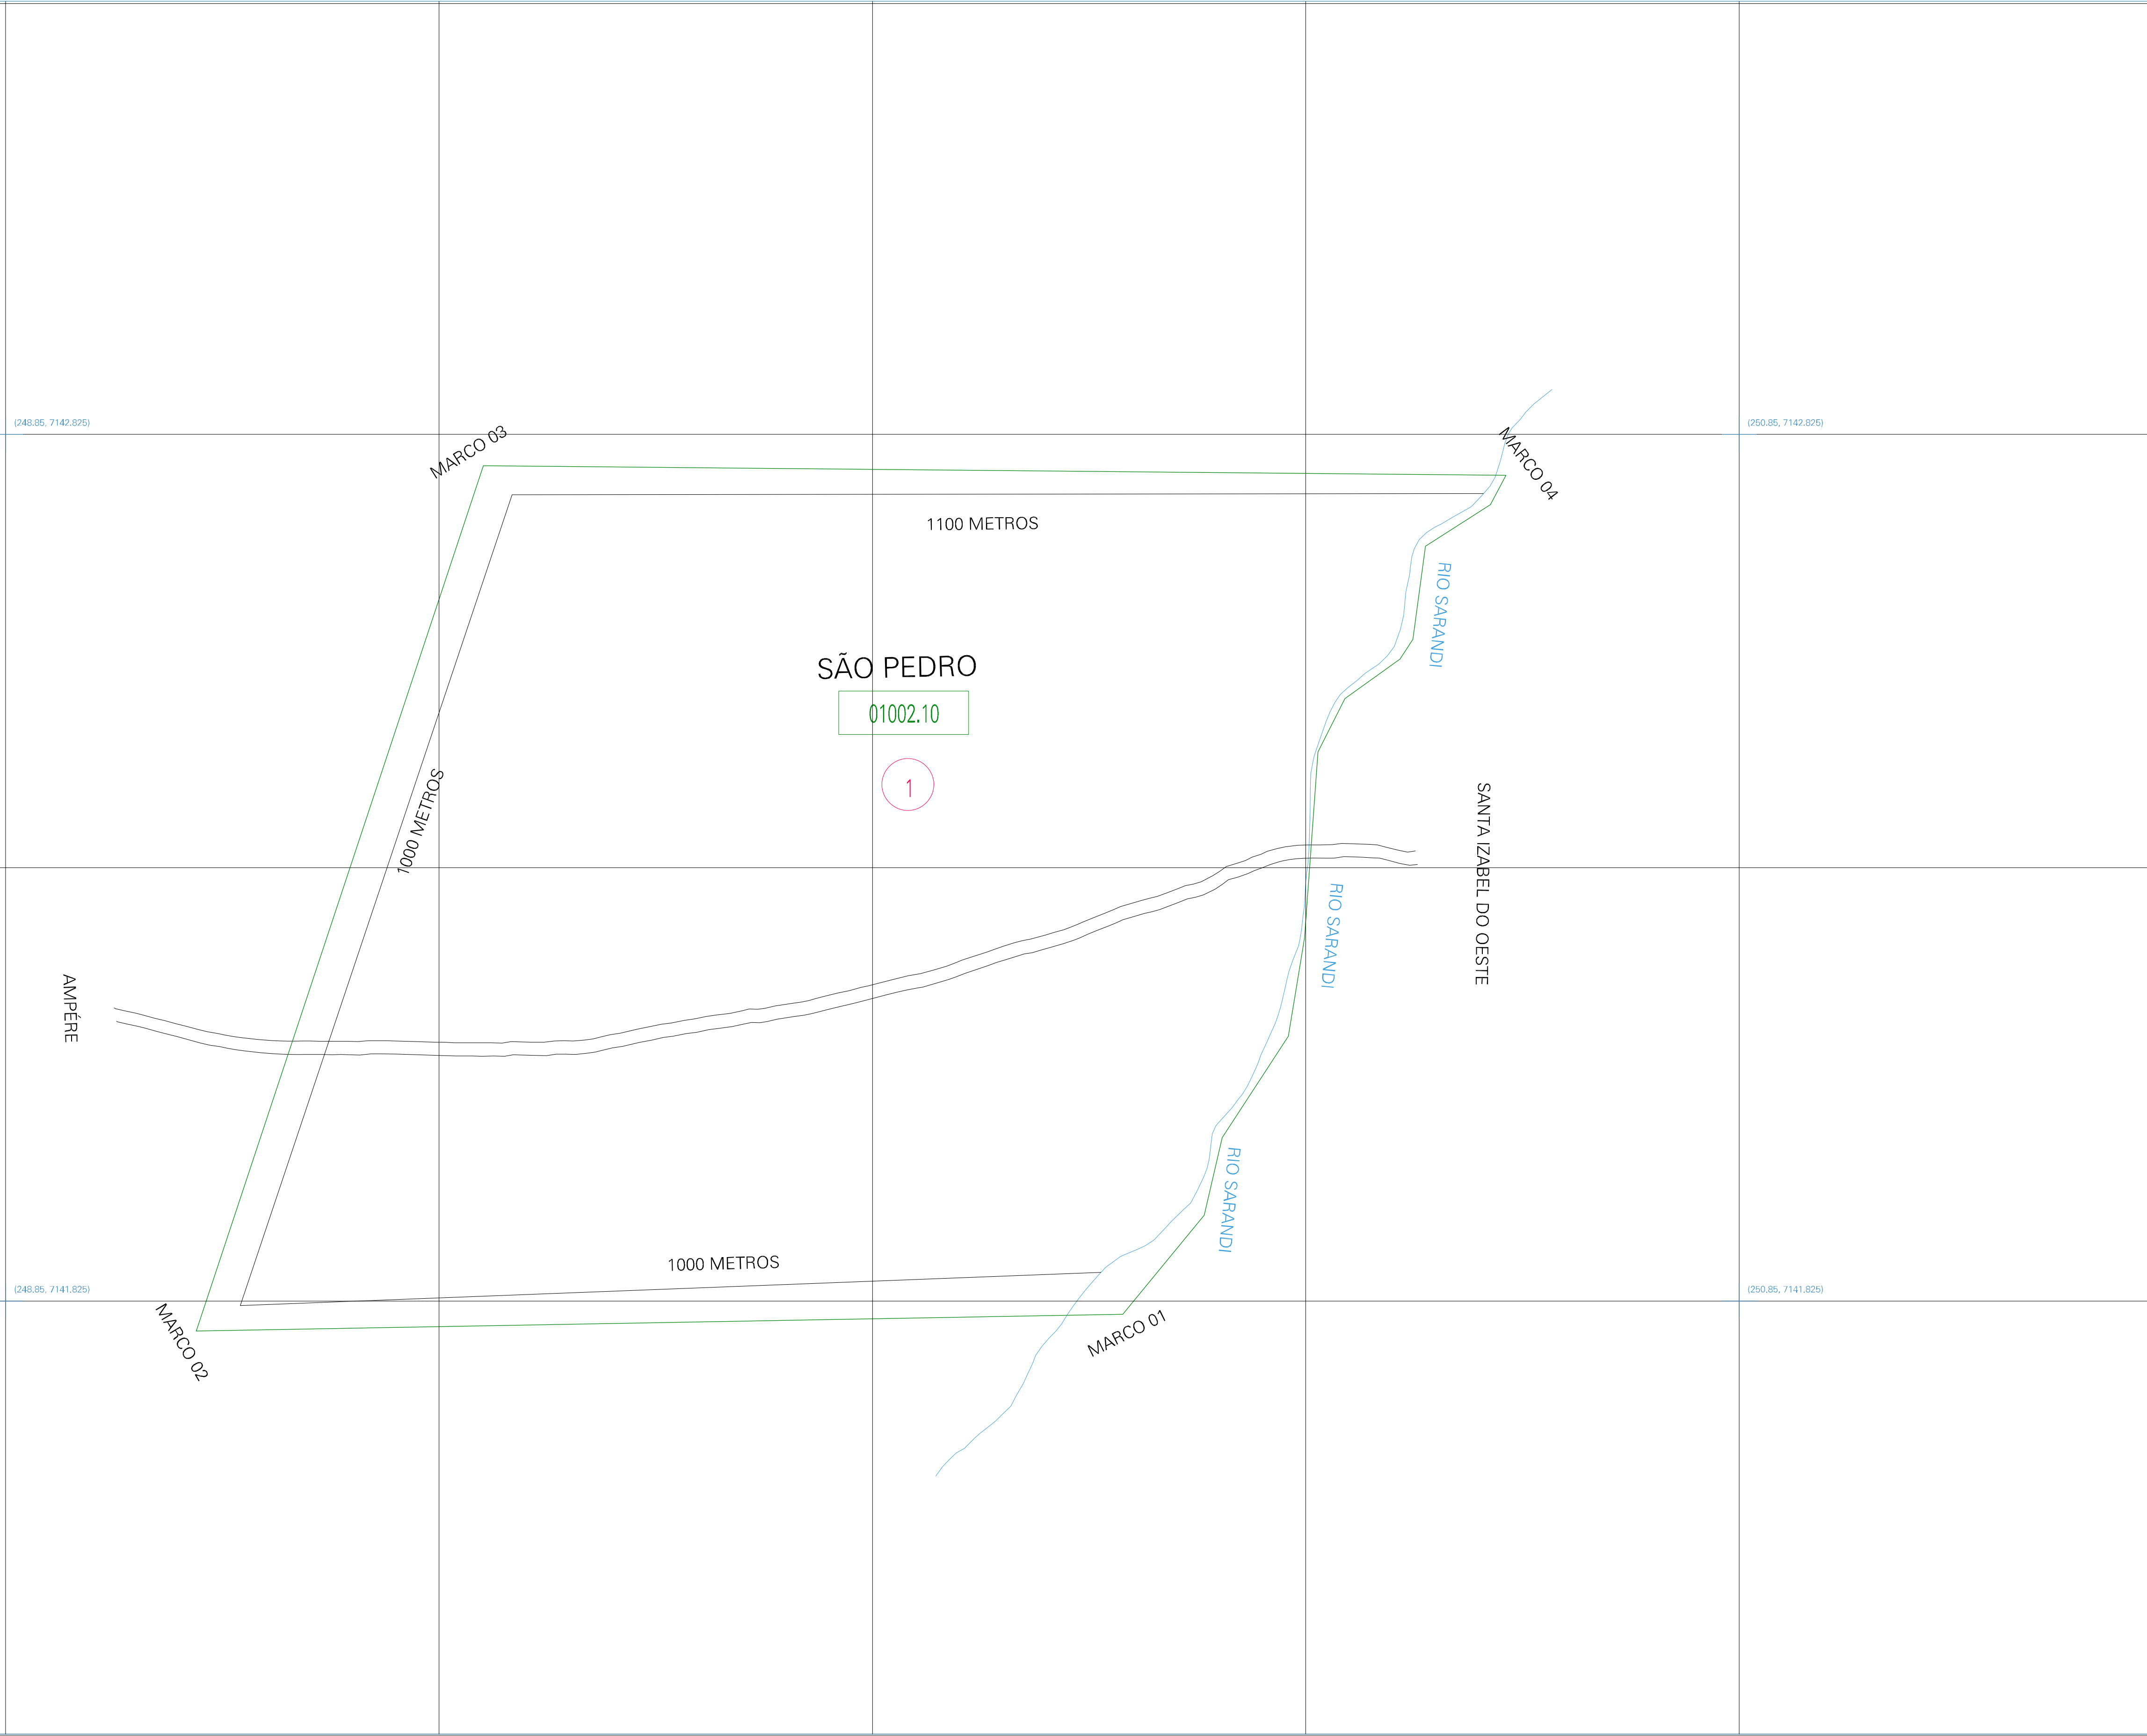 (248.85, 7142.825)
(250.85, 7142.825)
MARCO 03
MARCO 04
1100 METROS
RIO SARANDI
SÃO PEDRO
01002.10
1
1000 METROS
SANTA IZABEL DO OESTE
RIO SARANDI
AMPÉRE
RIO SARANDI
1000 METROS
(248.85, 7141.825)
(250.85, 7141.825)
MARCO 02
MARCO 01